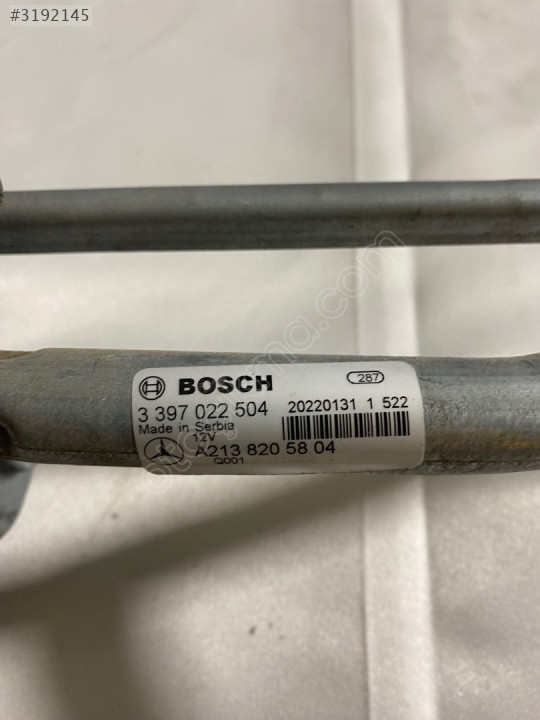 #3192145
BOSCH
287
3 397 022 504
20220131 1 522
Made in Serbia
12V
A213 820 58 04
Q001